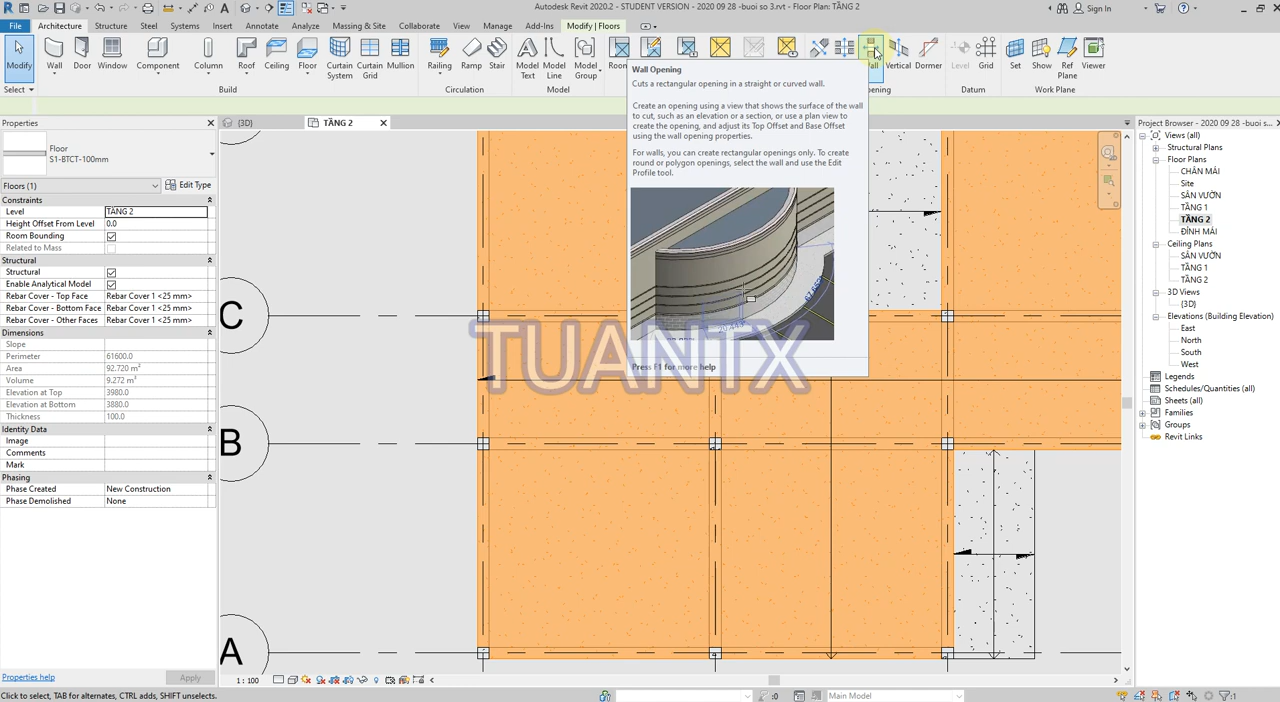 Autodesk Revit 2020.2 - STUDENT VERSION - 2020 09 28 -buoi so 3.rvt - Floor Plan: TẦNG 2
Sign In
File Architecture Structure Steel Systems Insert Annotate Analyze Massing & Site Collaborate View Manage Add-Ins Modify | Floors
Modify Wall Door Window Component Column Roof Ceiling Floor Curtain System Curtain Grid Mullion Railing Ramp Stair Model Text Model Line Model Group Vertical Dormer Level Grid Set Show Ref Plane Viewer
Select Build Circulation Model Datum Work Plane
Wall Opening
Cuts a rectangular opening in a straight or curved wall.
Create an opening using a view that shows the surface of the wall
to cut, such as an elevation or a section, or use a plan view to
create the opening, and adjust its Top Offset and Base Offset
using the wall opening properties.
For walls, you can create rectangular openings only. To create
round or polygon openings, select the wall and use the Edit
Profile tool.
Press F1 for more help
Properties
Floor
S1-BTCT-100mm
Floors (1)
Edit Type
Constraints
Level TẦNG 2
Height Offset From Level 0.0
Room Bounding
Related to Mass
Structural
Structural
Enable Analytical Model
Rebar Cover - Top Face Rebar Cover 1 <25 mm>
Rebar Cover - Bottom Face Rebar Cover 1 <25 mm>
Rebar Cover - Other Faces Rebar Cover 1 <25 mm>
Dimensions
Slope
Perimeter 61600.0
Area 92.720 m²
Volume 9.272 m³
Elevation at Top 3980.0
Elevation at Bottom 3880.0
Thickness 100.0
Identity Data
Image
Comments
Mark
Phasing
Phase Created New Construction
Phase Demolished None
Properties help
Apply
{3D}
TẦNG 2
C
B
A
TUANTX
1 : 100
Project Browser - 2020 09 28 -buoi so 3...
Views (all)
Structural Plans
Floor Plans
CHÂN MÁI
Site
SÂN VƯỜN
TẦNG 1
TẦNG 2
ĐỈNH MÁI
Ceiling Plans
SÂN VƯỜN
TẦNG 1
TẦNG 2
3D Views
{3D}
Elevations (Building Elevation)
East
North
South
West
Legends
Schedules/Quantities (all)
Sheets (all)
Families
Groups
Revit Links
Click to select, TAB for alternates, CTRL adds, SHIFT unselects.
:0
Main Model
:1